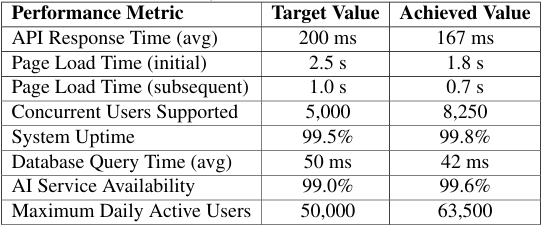 Performance Metric Target Value Achieved Value
API Response Time (avg) 200 ms 167 ms
Page Load Time (initial) 2.5 s 1.8 s
Page Load Time (subsequent) 1.0 s 0.7 s
Concurrent Users Supported 5,000 8,250
System Uptime 99.5% 99.8%
Database Query Time (avg) 50 ms 42 ms
AI Service Availability 99.0% 99.6%
Maximum Daily Active Users 50,000 63,500